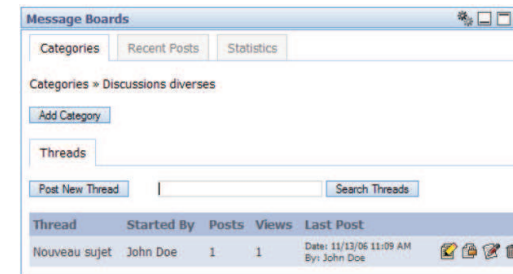 Message Boards
Categories Recent Posts Statistics
Categories » Discussions diverses
Add Category
Threads
Post New Thread Search Threads
Thread Started By Posts Views Last Post
Nouveau sujet John Doe 1 1 Date: 11/13/06 11:09 AM
By: John Doe